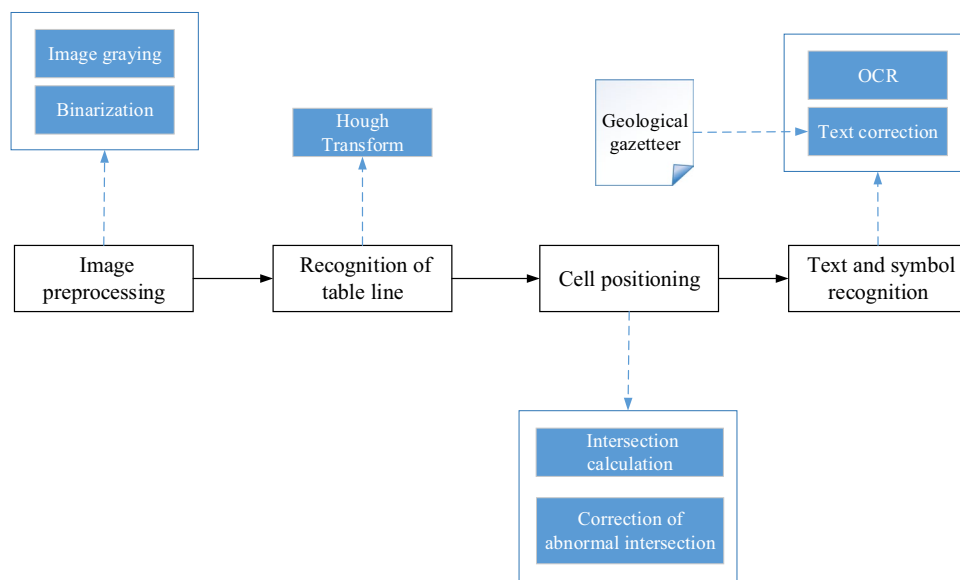 Image graying
Binarization
Hough
Transform
Geological
gazetteer
OCR
Text correction
Image
preprocessing
Recognition of
table line
Cell positioning
Text and symbol
recognition
Intersection
calculation
Correction of
abnormal intersection